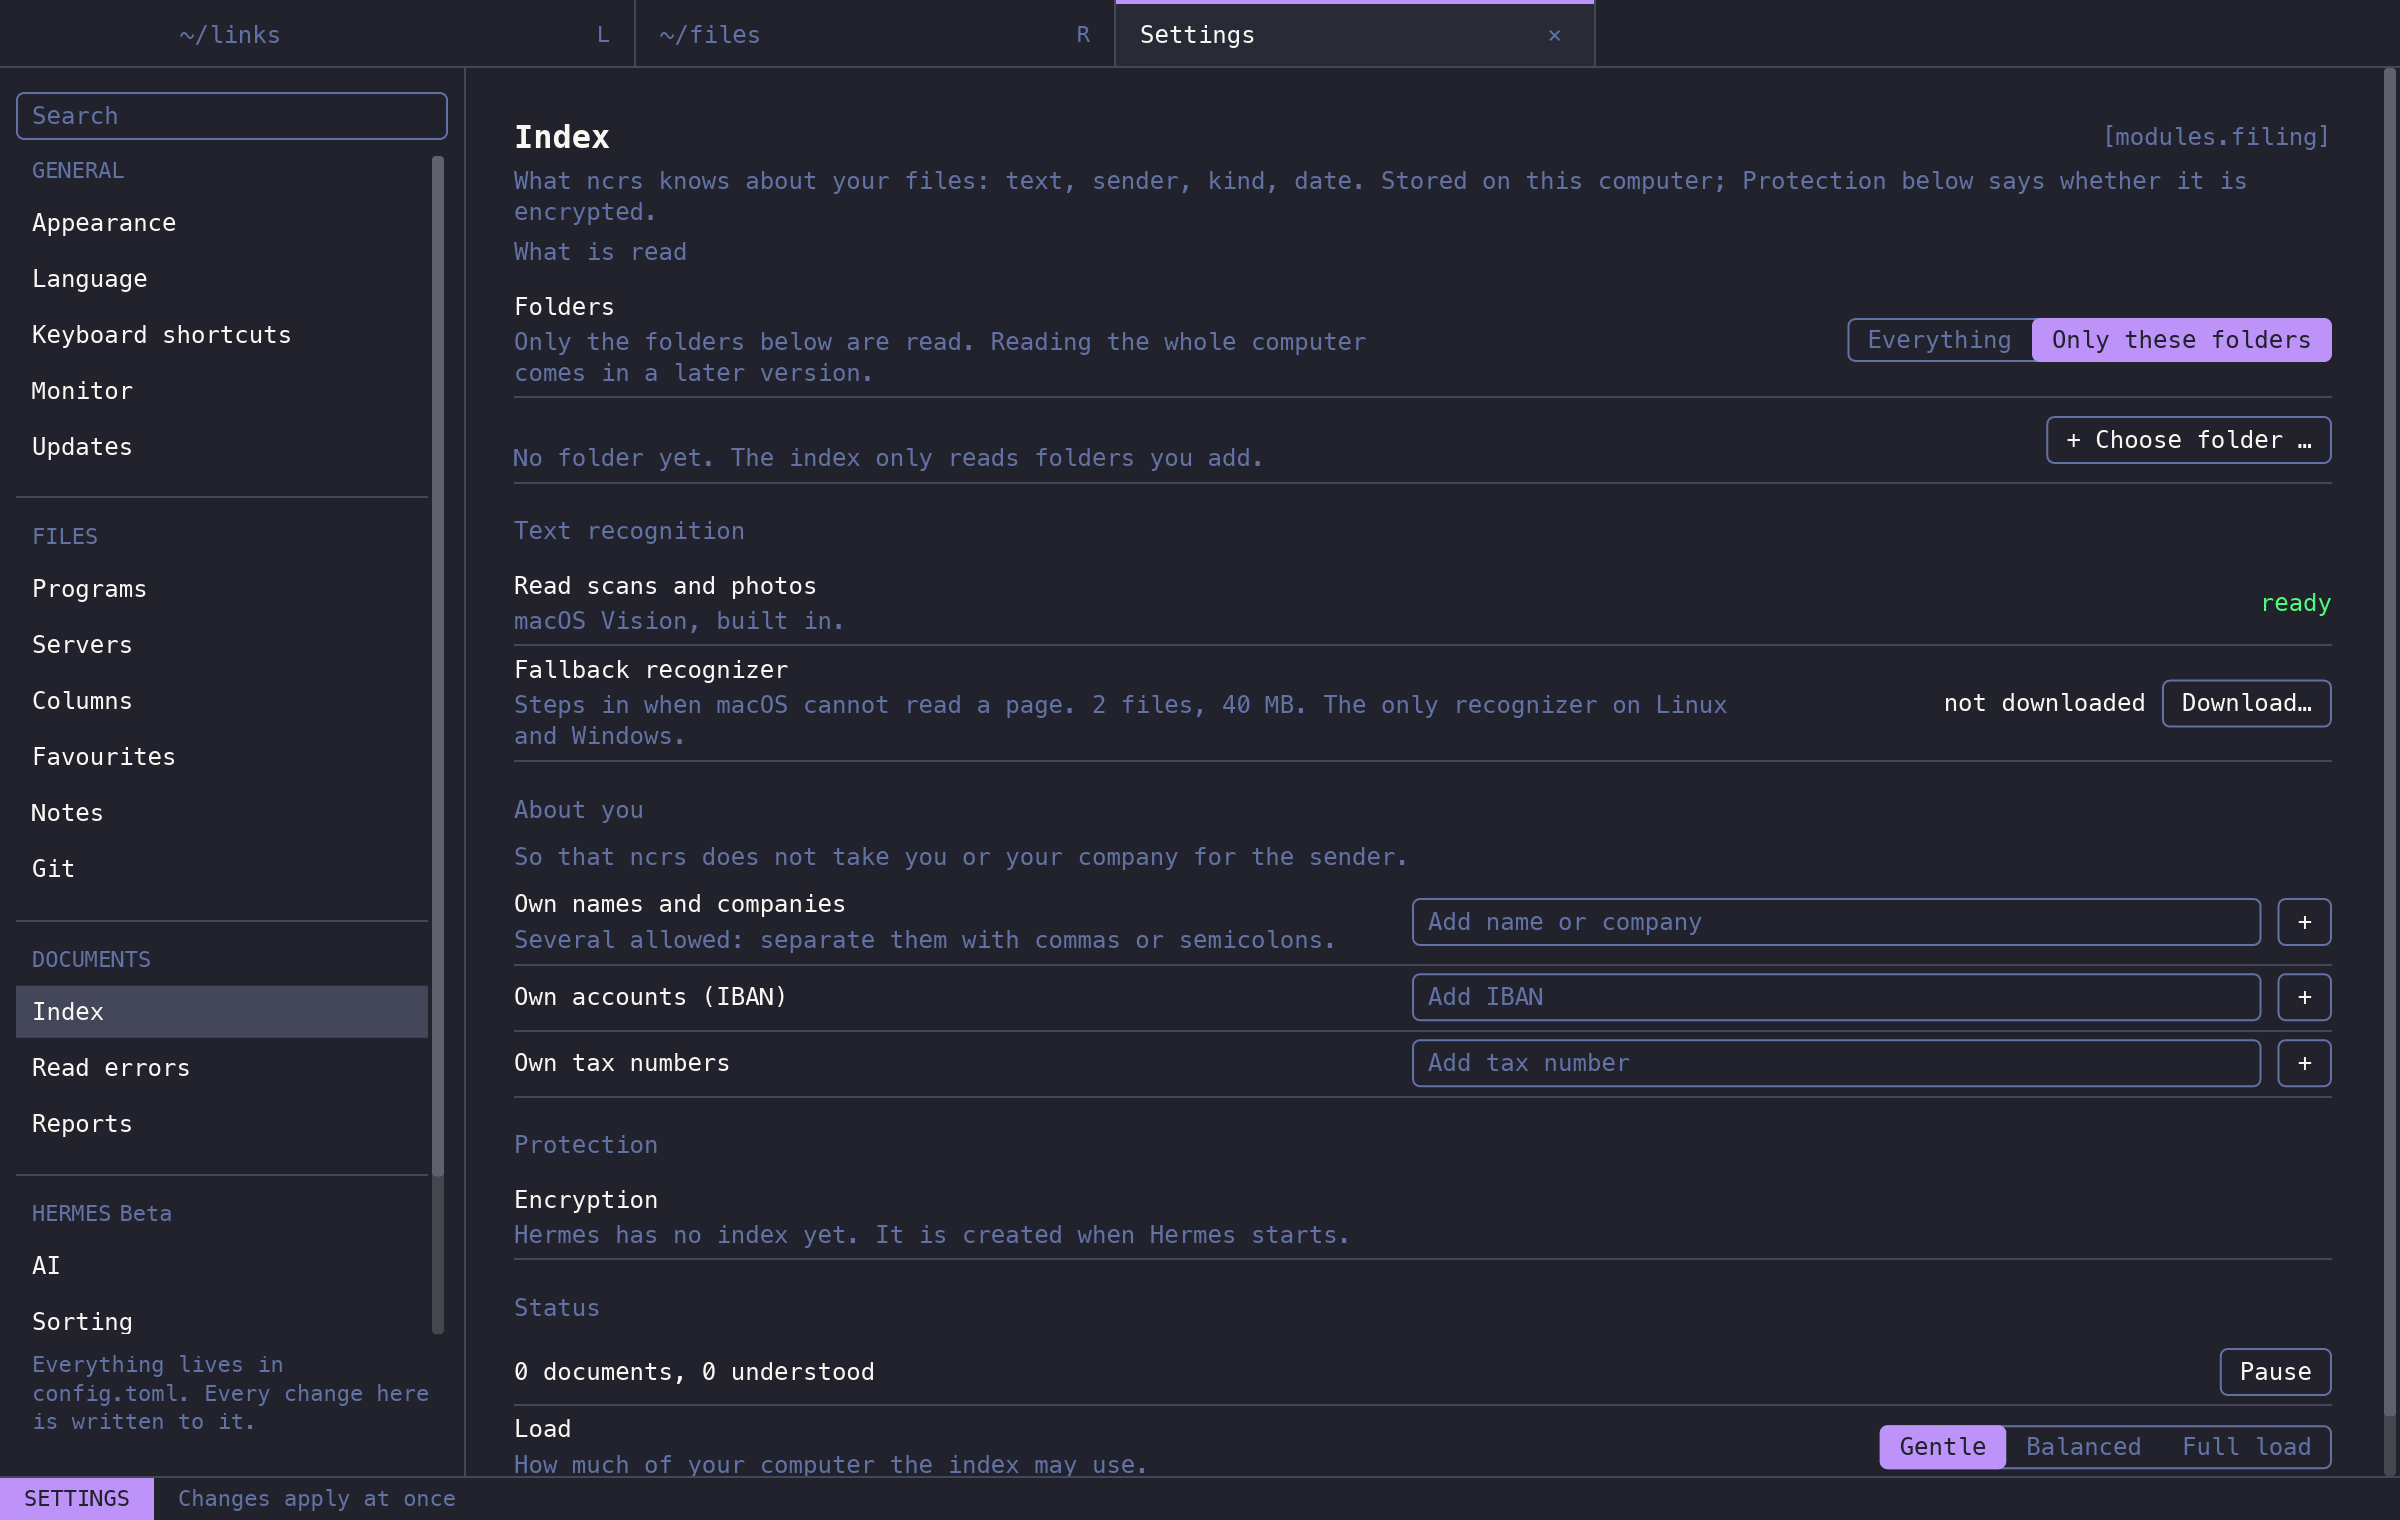 ~/links L ~/files R Settings ×
Search
GENERAL
Appearance
Language
Keyboard shortcuts
Monitor
Updates
FILES
Programs
Servers
Columns
Favourites
Notes
Git
DOCUMENTS
Index
Read errors
Reports
HERMES Beta
AI
Sorting
Everything lives in
config.toml. Every change here
is written to it.
Index [modules.filing]
What ncrs knows about your files: text, sender, kind, date. Stored on this computer; Protection below says whether it is
encrypted.
What is read
Folders
Only the folders below are read. Reading the whole computer
comes in a later version.
Everything Only these folders
+ Choose folder …
No folder yet. The index only reads folders you add.
Text recognition
Read scans and photos
macOS Vision, built in.
ready
Fallback recognizer
Steps in when macOS cannot read a page. 2 files, 40 MB. The only recognizer on Linux
and Windows.
not downloaded Download…
About you
So that ncrs does not take you or your company for the sender.
Own names and companies
Several allowed: separate them with commas or semicolons.
Add name or company +
Own accounts (IBAN) Add IBAN +
Own tax numbers Add tax number +
Protection
Encryption
Hermes has no index yet. It is created when Hermes starts.
Status
0 documents, 0 understood Pause
Load
How much of your computer the index may use.
Gentle Balanced Full load
SETTINGS Changes apply at once